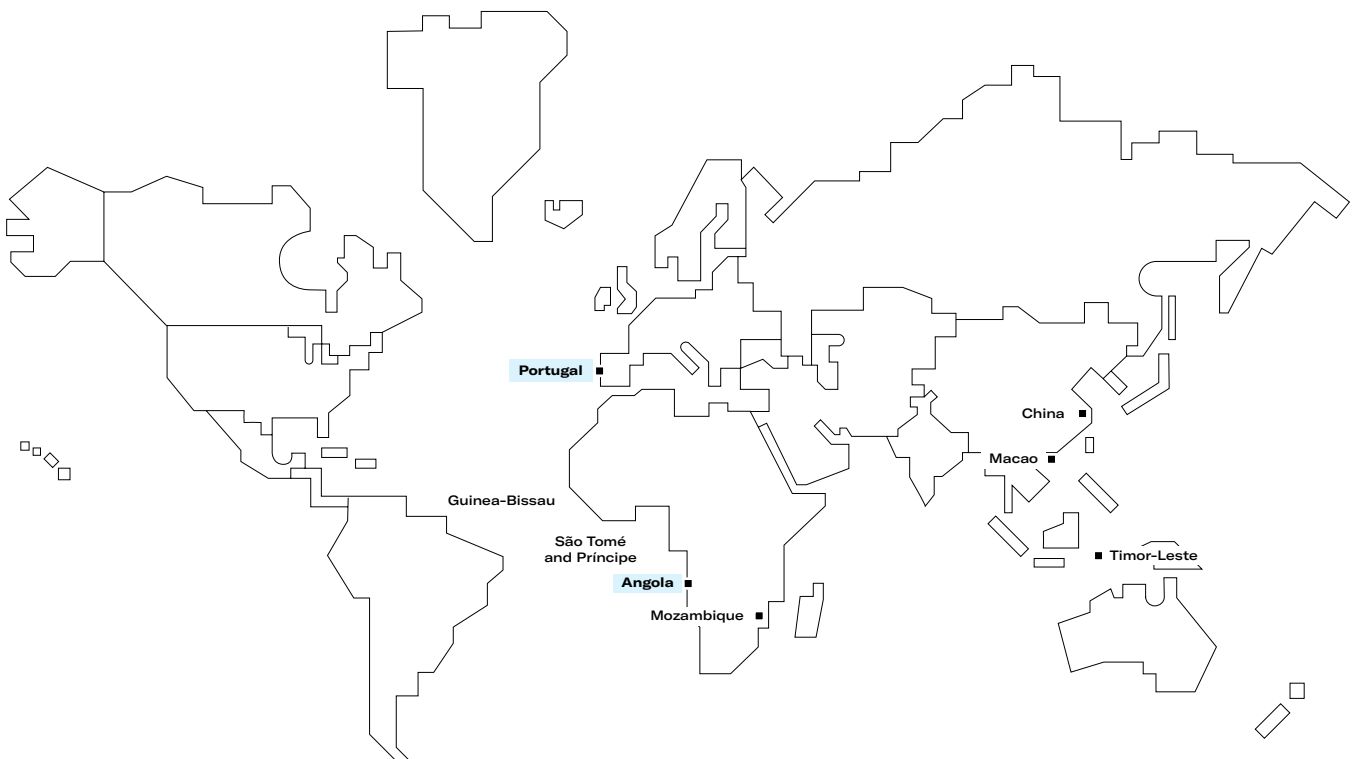 Portugal
China
Macao
Guinea-Bissau
São Tomé
and Príncipe
Timor-Leste
Angola
Mozambique